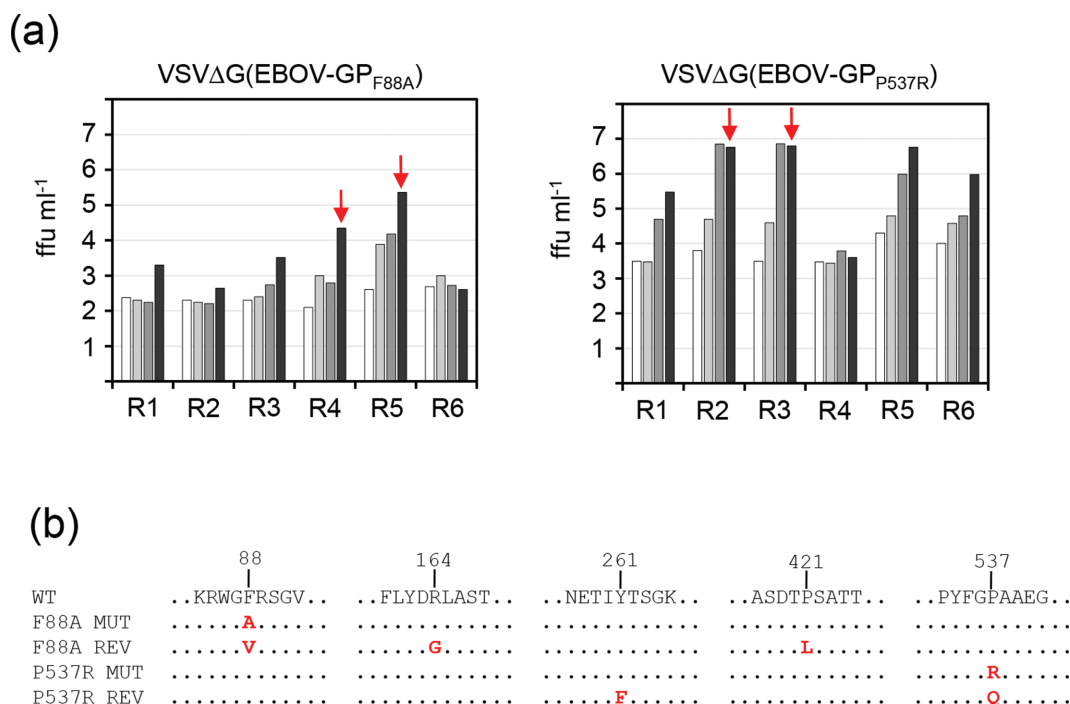 (a)
VSVΔG(EBOV-GP_F88A)
ffu ml⁻¹
7
6
5
4
3
2
1
R1 R2 R3 R4 R5 R6
VSVΔG(EBOV-GP_P537R)
ffu ml⁻¹
7
6
5
4
3
2
1
R1 R2 R3 R4 R5 R6
(b)
88 164 261 421 537
WT ..KRWGFRSGV.. ..FLYDRLAST.. ..NETIYTSGK.. ..ASDTPSATT.. ..PYFGPAAEG..
F88A MUT ......A...... ............. ............. ............. .............
F88A REV ......V...... ......G...... ............. ......L...... .............
P537R MUT ............. ............. ............. ............. ......R......
P537R REV ............. ............. ......F...... ............. ......Q......